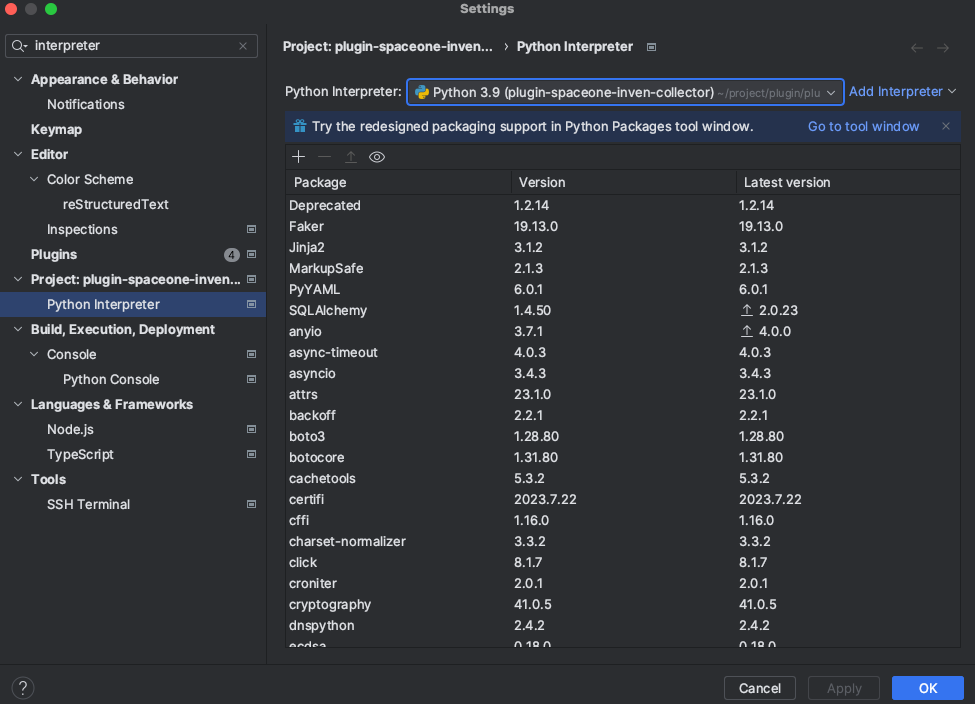 Settings
interpreter
Project: plugin-spaceone-inven... › Python Interpreter
Appearance & Behavior
Notifications
Keymap
Editor
Color Scheme
reStructuredText
Inspections
Plugins 4
Project: plugin-spaceone-inven...
Python Interpreter
Build, Execution, Deployment
Console
Python Console
Languages & Frameworks
Node.js
TypeScript
Tools
SSH Terminal
Python Interpreter: Python 3.9 (plugin-spaceone-inven-collector) ~/project/plugin/plu Add Interpreter
Try the redesigned packaging support in Python Packages tool window. Go to tool window
Package Version Latest version
Deprecated 1.2.14 1.2.14
Faker 19.13.0 19.13.0
Jinja2 3.1.2 3.1.2
MarkupSafe 2.1.3 2.1.3
PyYAML 6.0.1 6.0.1
SQLAlchemy 1.4.50 2.0.23
anyio 3.7.1 4.0.0
async-timeout 4.0.3 4.0.3
asyncio 3.4.3 3.4.3
attrs 23.1.0 23.1.0
backoff 2.2.1 2.2.1
boto3 1.28.80 1.28.80
botocore 1.31.80 1.31.80
cachetools 5.3.2 5.3.2
certifi 2023.7.22 2023.7.22
cffi 1.16.0 1.16.0
charset-normalizer 3.3.2 3.3.2
click 8.1.7 8.1.7
croniter 2.0.1 2.0.1
cryptography 41.0.5 41.0.5
dnspython 2.4.2 2.4.2
ecdsa 0.18.0 0.18.0
? Cancel Apply OK